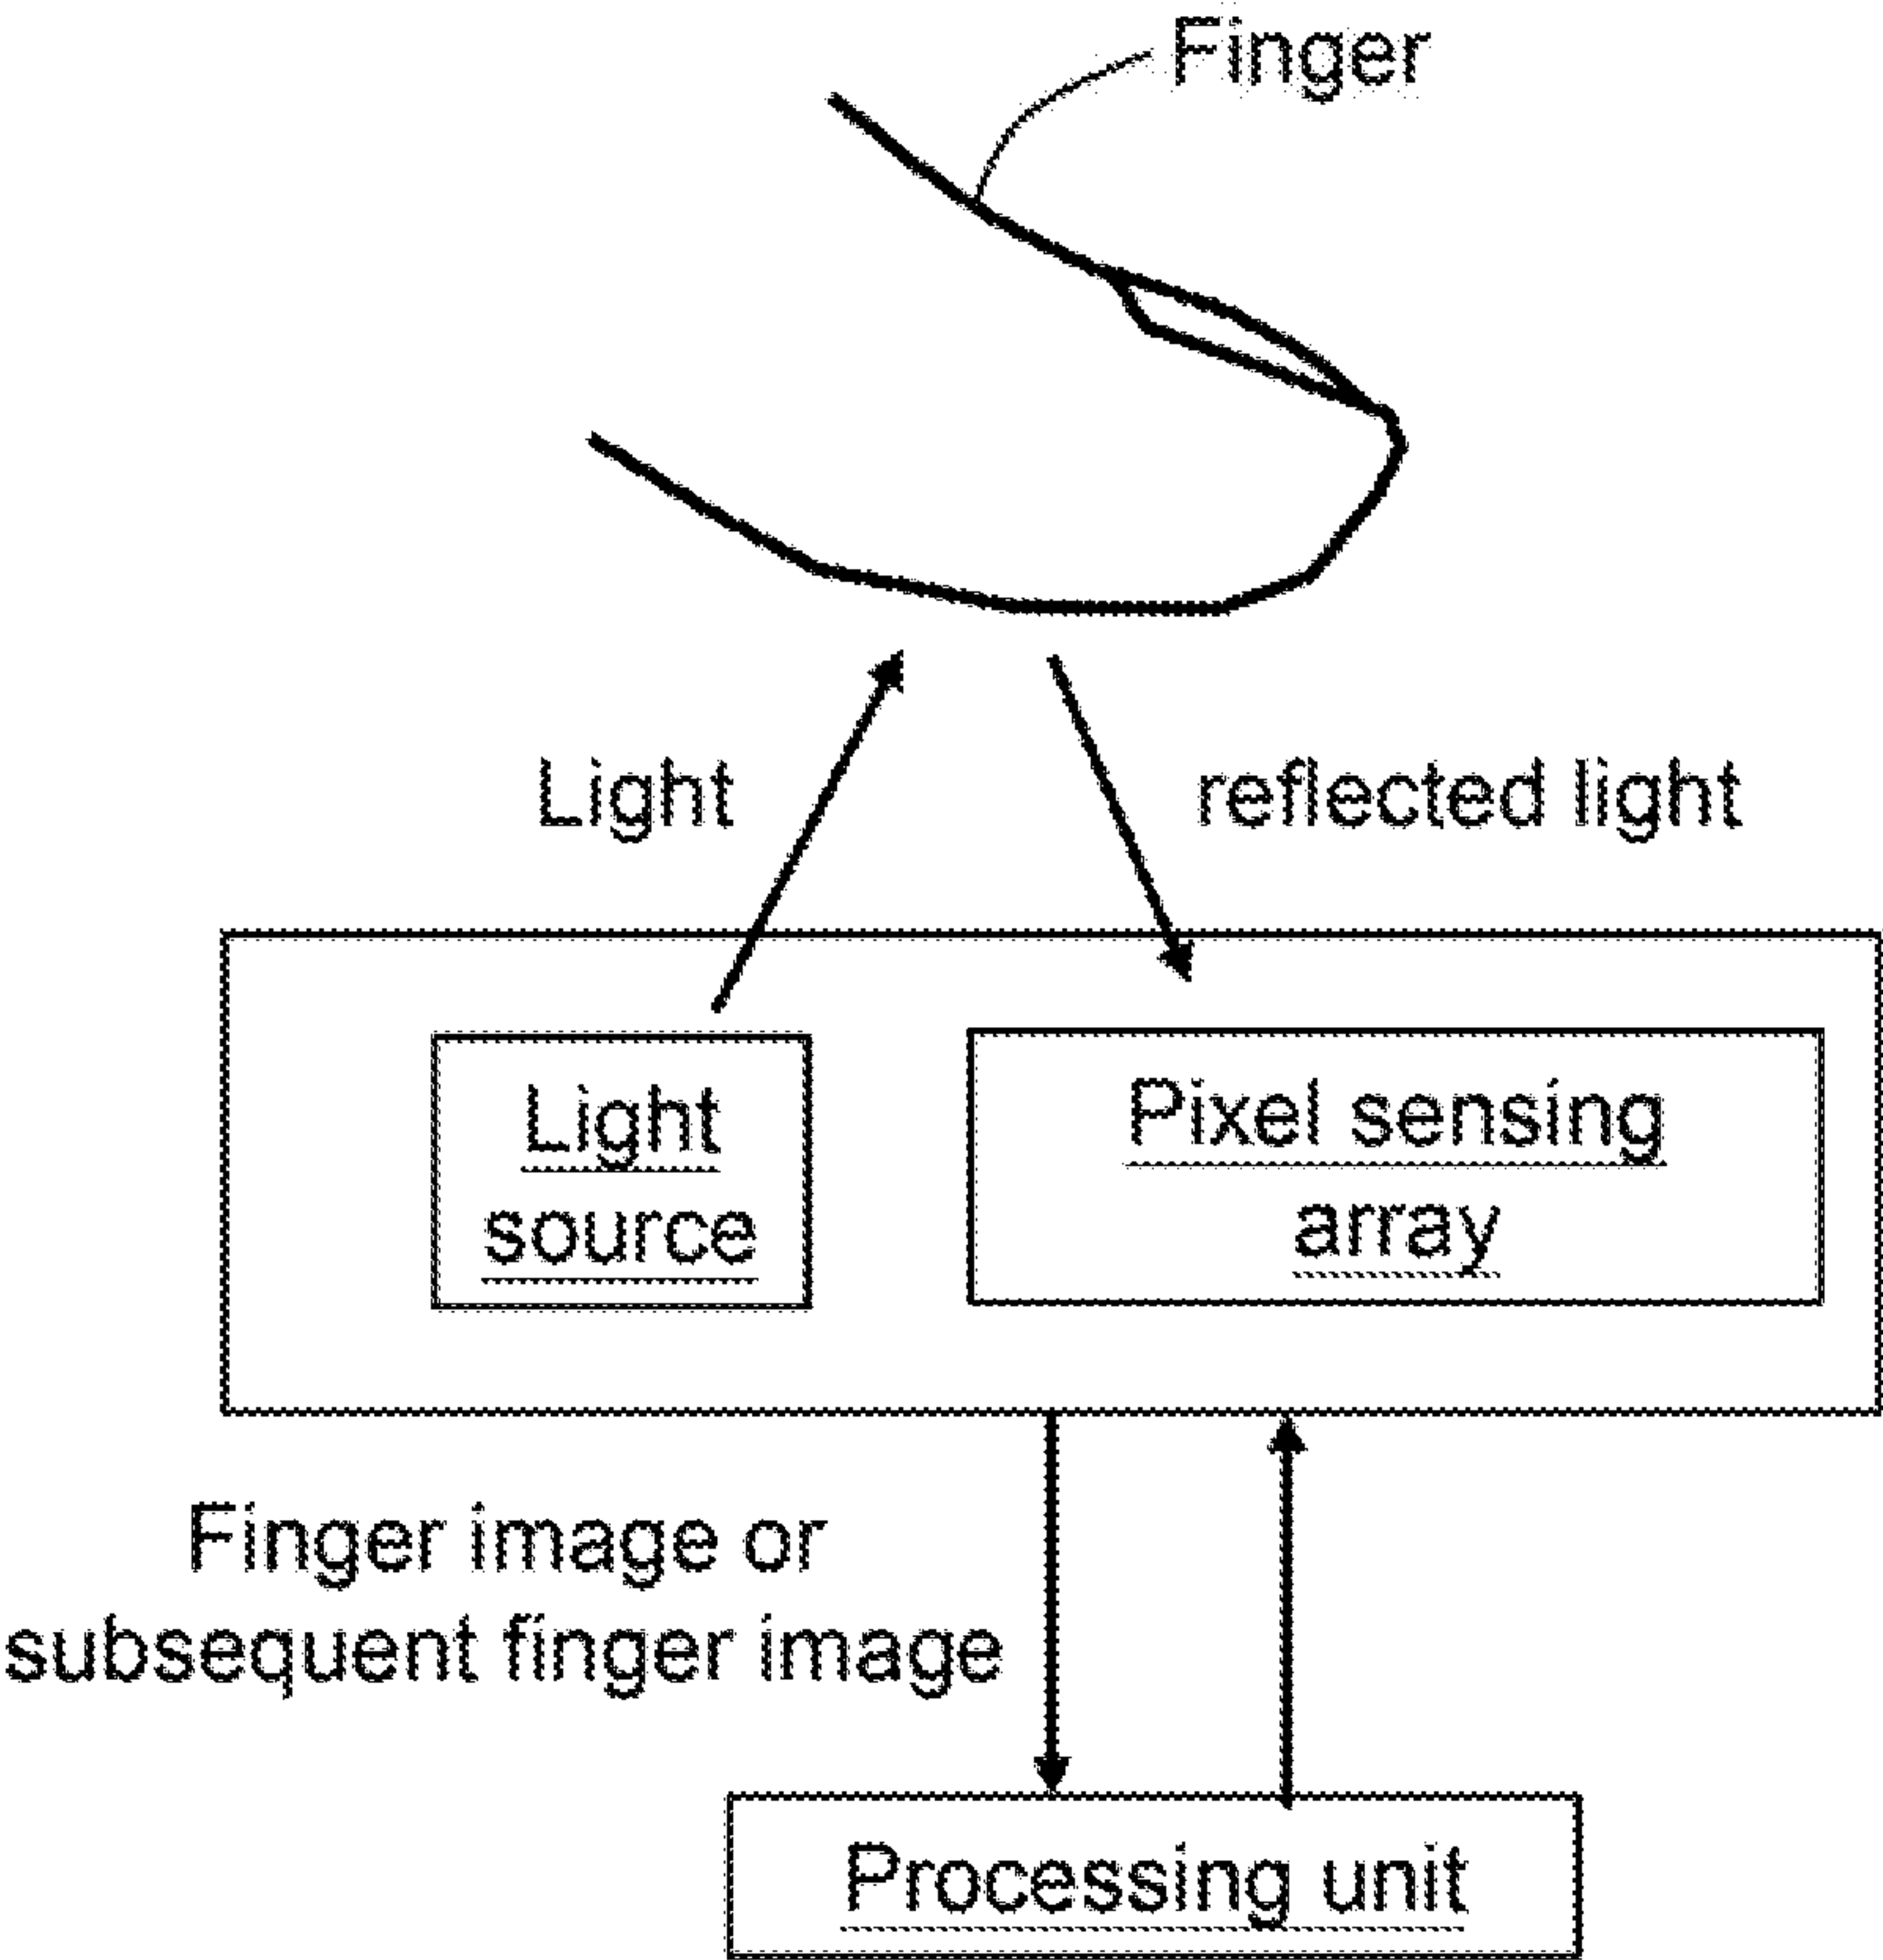 Finger
Light
reflected light
Light
source
Pixel sensing
array
Finger image or
subsequent finger image
Processing unit